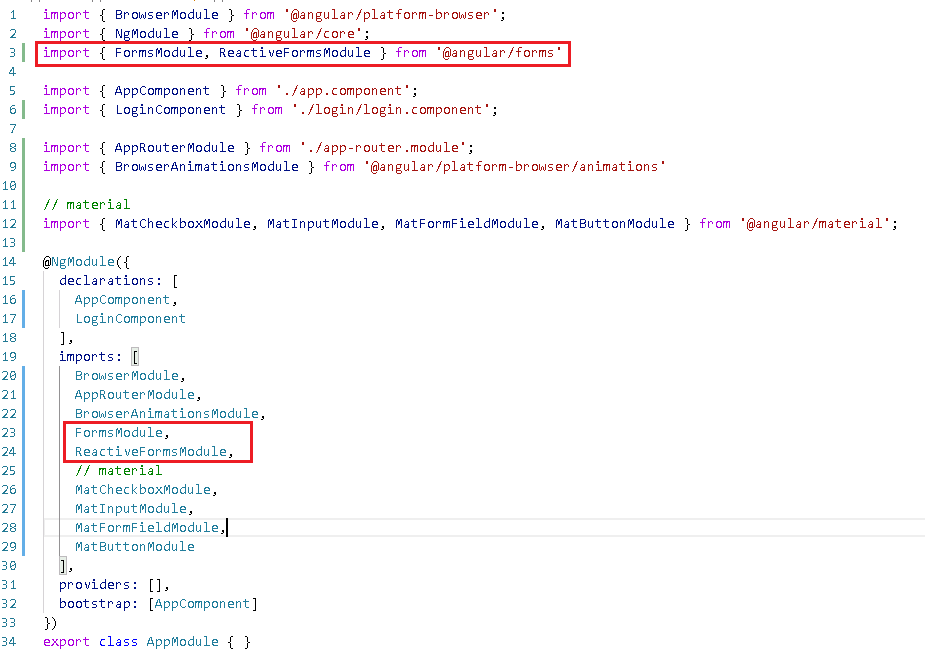 1 import { BrowserModule } from '@angular/platform-browser';
2 import { NgModule } from '@angular/core';
3 import { FormsModule, ReactiveFormsModule } from '@angular/forms'
4
5 import { AppComponent } from './app.component';
6 import { LoginComponent } from './login/login.component';
7
8 import { AppRouterModule } from './app-router.module';
9 import { BrowserAnimationsModule } from '@angular/platform-browser/animations'
10
11 // material
12 import { MatCheckboxModule, MatInputModule, MatFormFieldModule, MatButtonModule } from '@angular/material';
13
14 @NgModule({
15   declarations: [
16     AppComponent,
17     LoginComponent
18   ],
19   imports: [
20     BrowserModule,
21     AppRouterModule,
22     BrowserAnimationsModule,
23     FormsModule,
24     ReactiveFormsModule,
25     // material
26     MatCheckboxModule,
27     MatInputModule,
28     MatFormFieldModule,
29     MatButtonModule
30   ],
31   providers: [],
32   bootstrap: [AppComponent]
33 })
34 export class AppModule { }